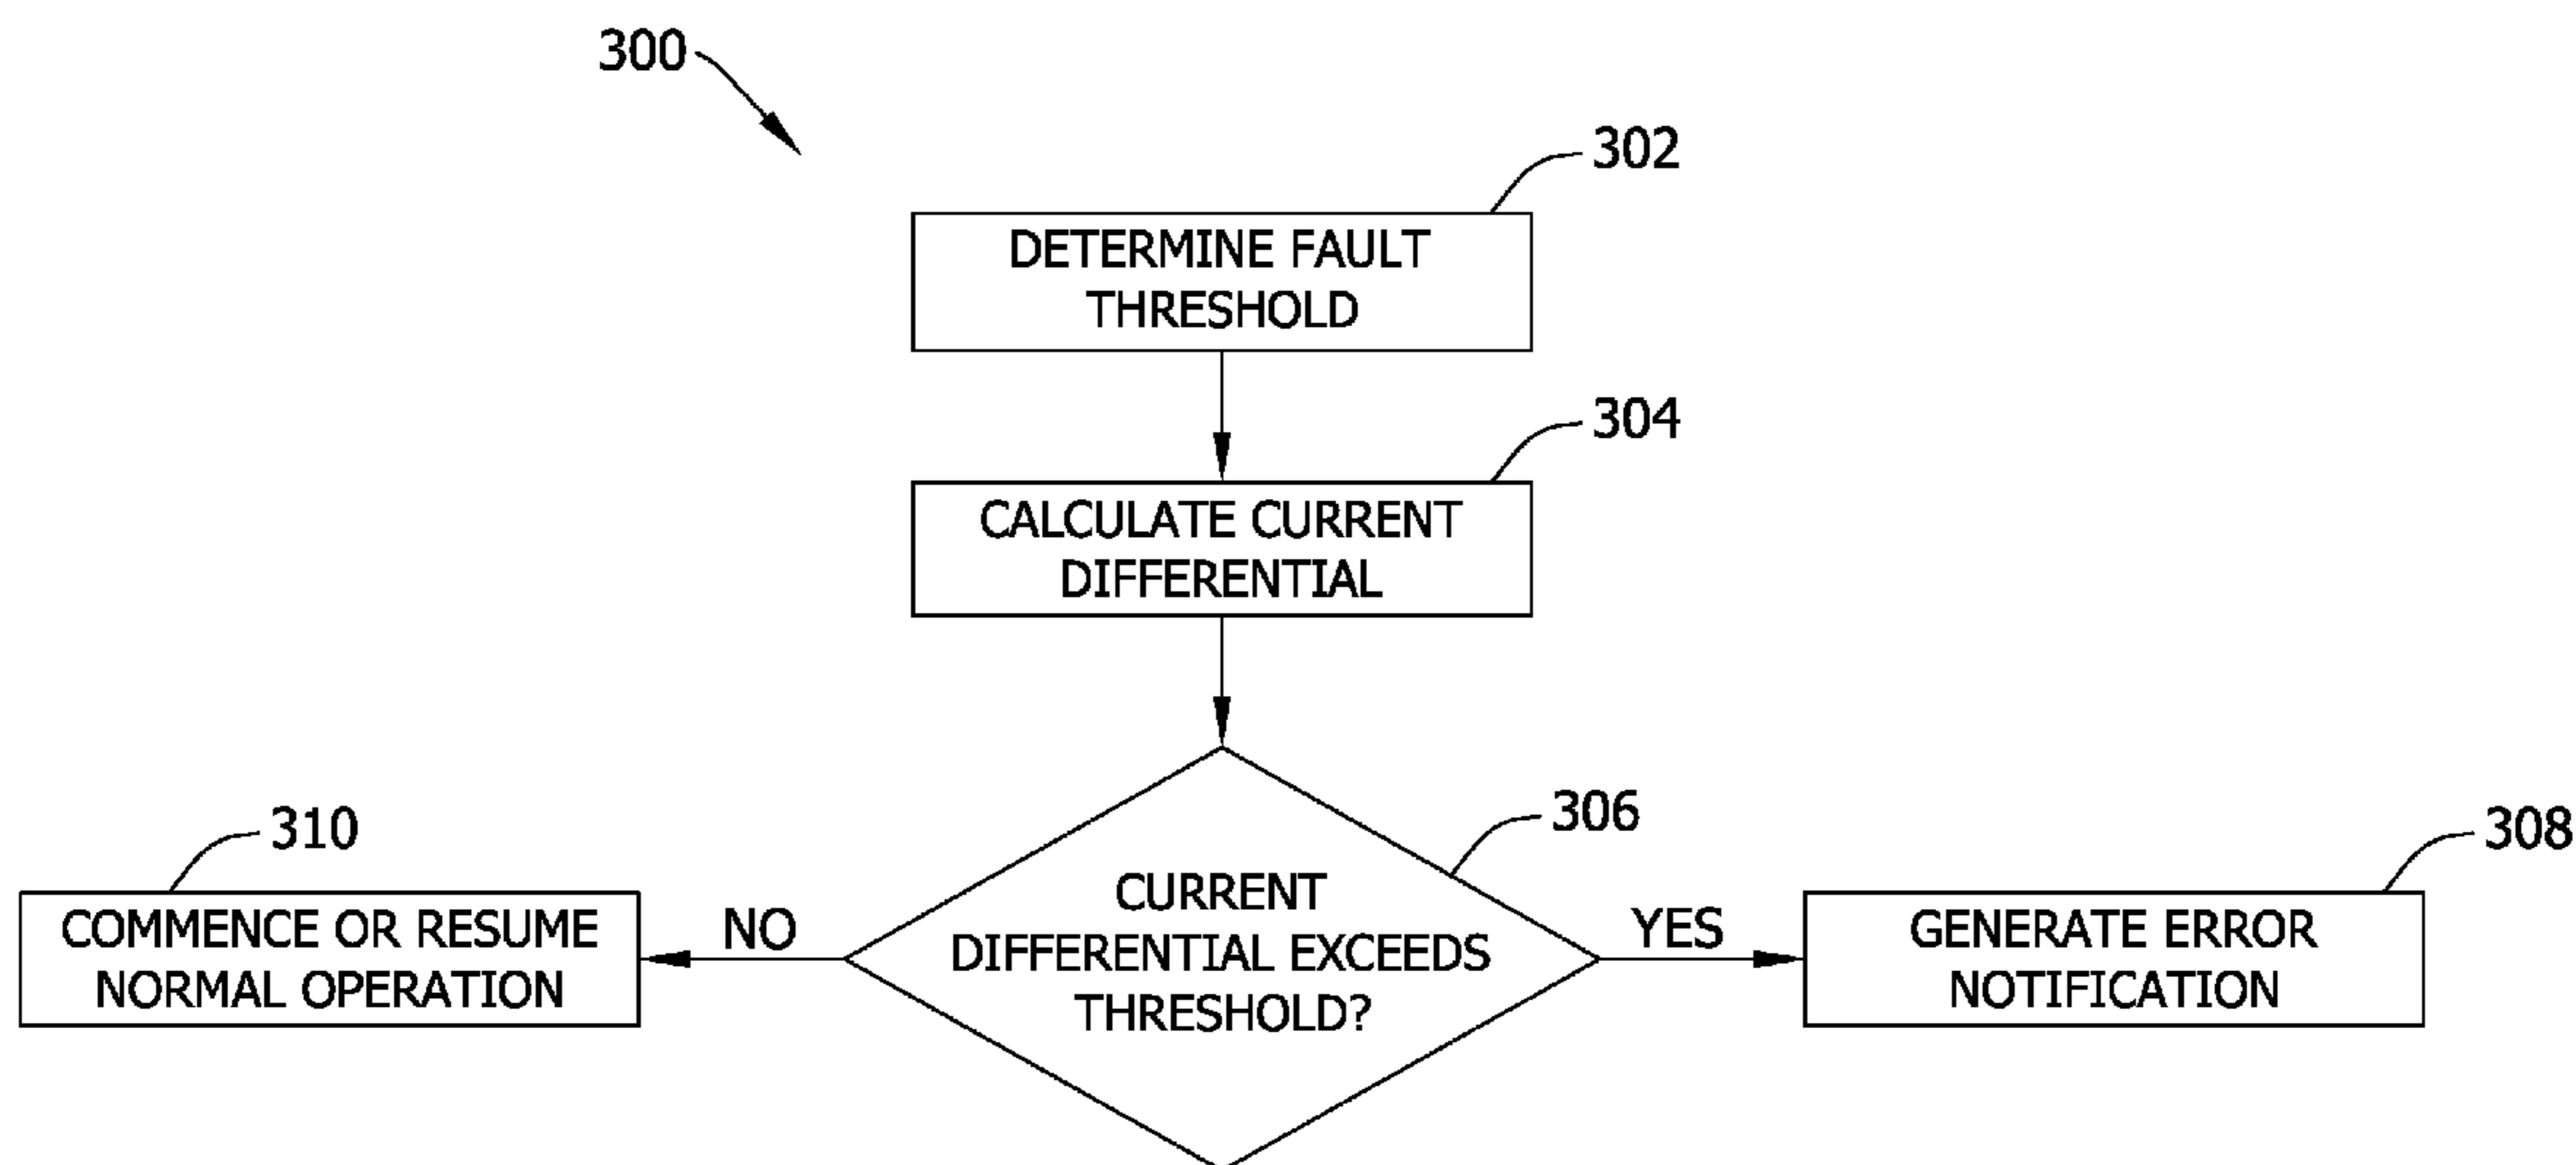 300
302
DETERMINE FAULT
THRESHOLD
304
CALCULATE CURRENT
DIFFERENTIAL
306
CURRENT
DIFFERENTIAL EXCEEDS
THRESHOLD?
310
COMMENCE OR RESUME
NORMAL OPERATION
NO
YES
308
GENERATE ERROR
NOTIFICATION